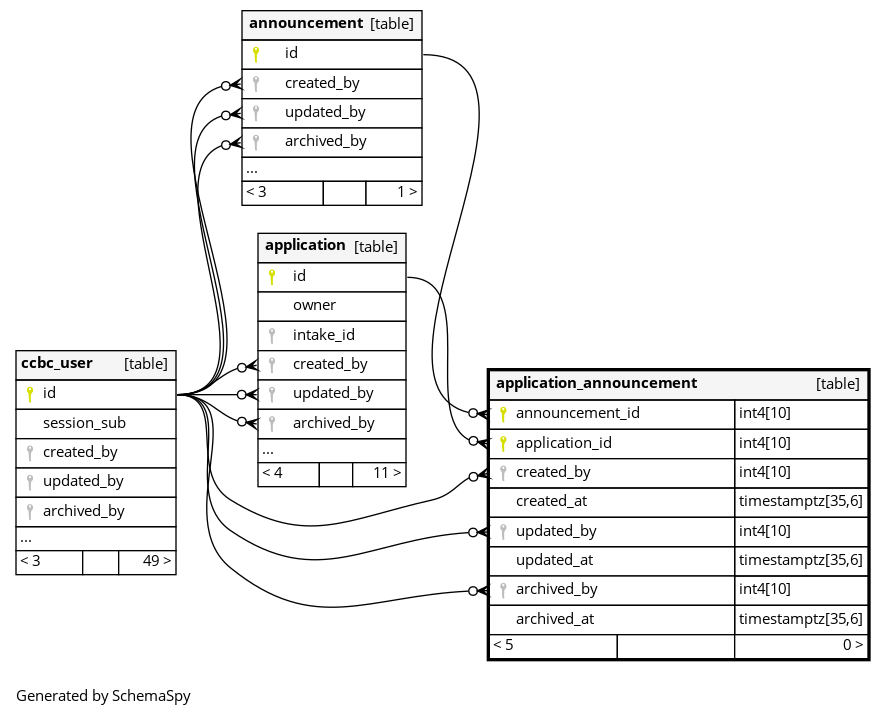 announcement [table]
id
created_by
updated_by
archived_by
...
< 3 1 >
application [table]
id
owner
intake_id
created_by
updated_by
archived_by
...
< 4 11 >
ccbc_user [table]
id
session_sub
created_by
updated_by
archived_by
...
< 3 49 >
application_announcement [table]
announcement_id int4[10]
application_id int4[10]
created_by int4[10]
created_at timestamptz[35,6]
updated_by int4[10]
updated_at timestamptz[35,6]
archived_by int4[10]
archived_at timestamptz[35,6]
< 5 0 >
Generated by SchemaSpy